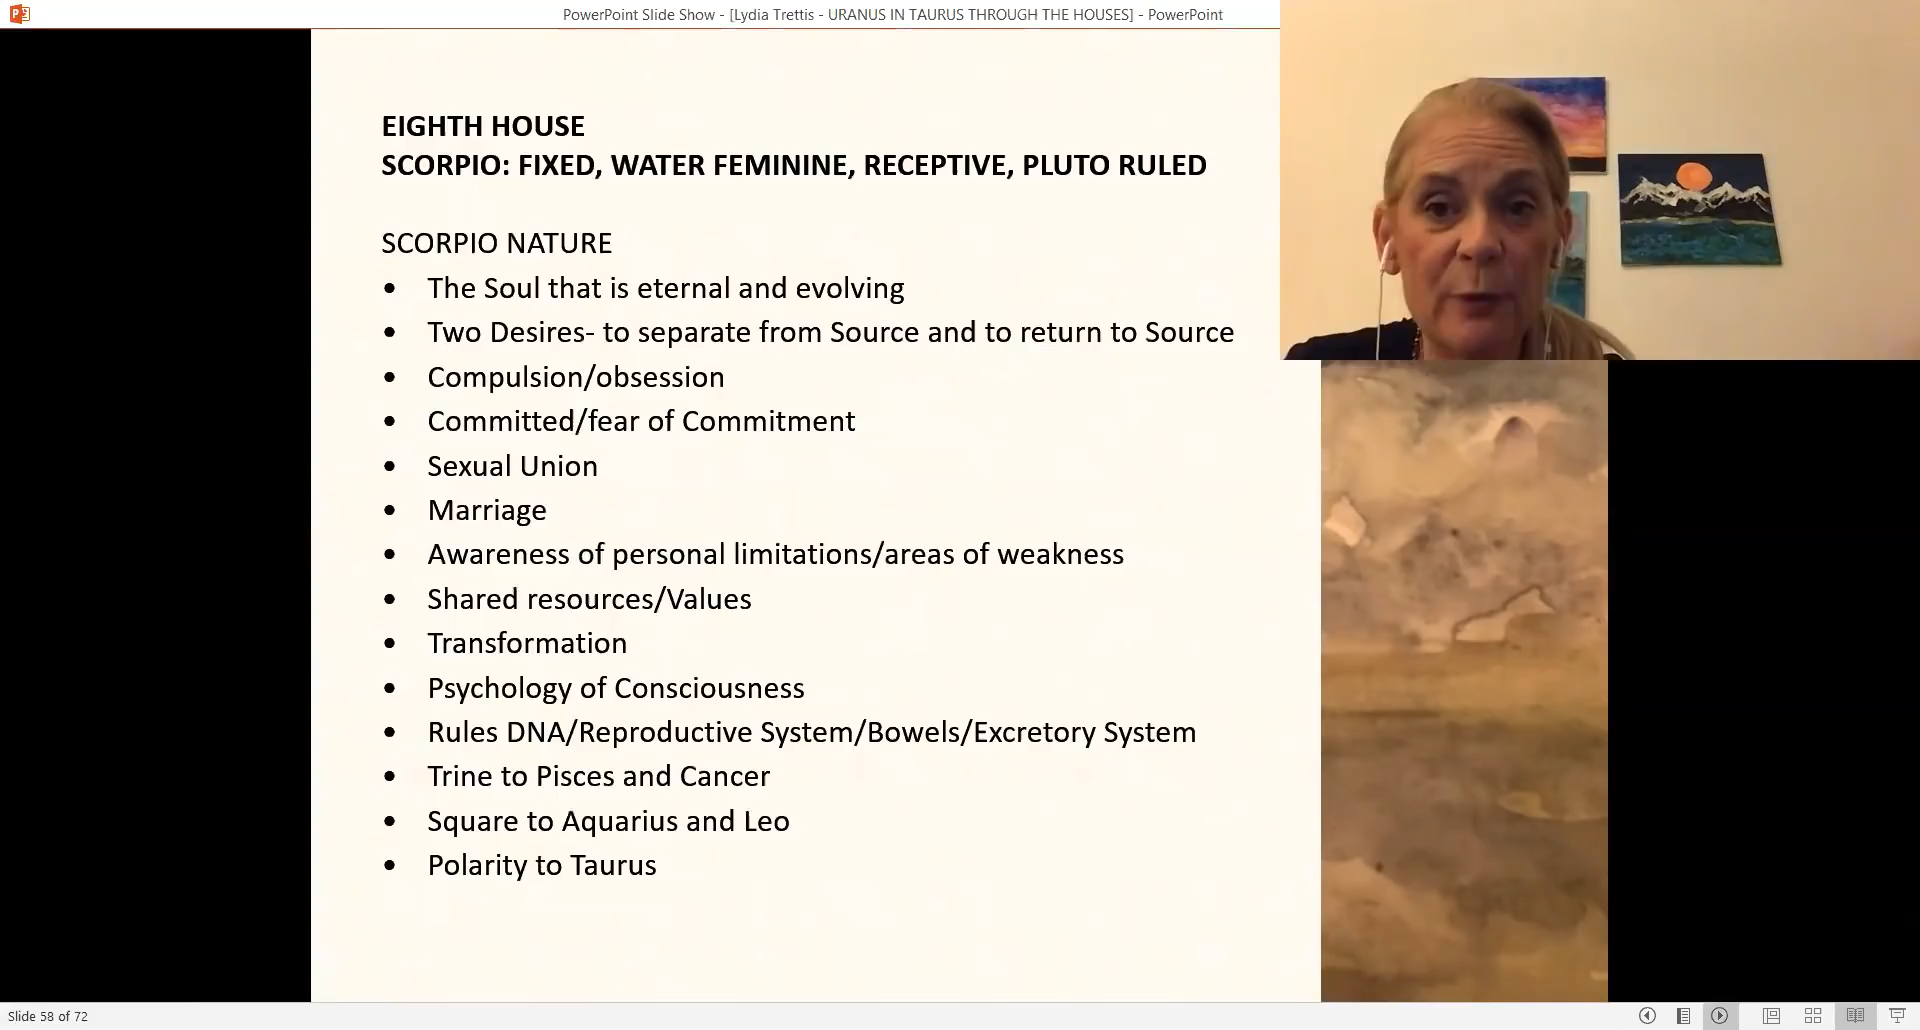 PowerPoint Slide Show - [Lydia Trettis - URANUS IN TAURUS THROUGH THE HOUSES] - PowerPoint
EIGHTH HOUSE
SCORPIO: FIXED, WATER FEMININE, RECEPTIVE, PLUTO RULED
SCORPIO NATURE
• The Soul that is eternal and evolving
• Two Desires- to separate from Source and to return to Source
• Compulsion/obsession
• Committed/fear of Commitment
• Sexual Union
• Marriage
• Awareness of personal limitations/areas of weakness
• Shared resources/Values
• Transformation
• Psychology of Consciousness
• Rules DNA/Reproductive System/Bowels/Excretory System
• Trine to Pisces and Cancer
• Square to Aquarius and Leo
• Polarity to Taurus
Slide 58 of 72